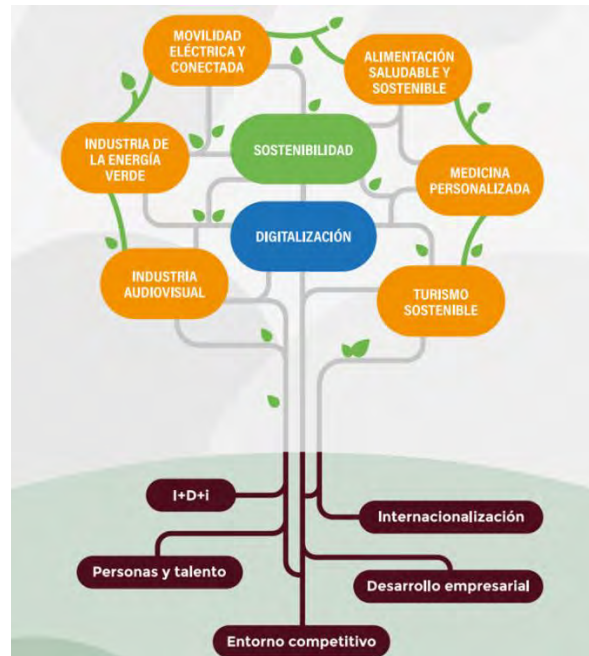 MOVILIDAD
ELÉCTRICA Y
CONECTADA
ALIMENTACIÓN
SALUDABLE Y
SOSTENIBLE
INDUSTRIA DE
LA ENERGÍA
VERDE
SOSTENIBILIDAD
MEDICINA
PERSONALIZADA
DIGITALIZACIÓN
INDUSTRIA
AUDIOVISUAL
TURISMO
SOSTENIBLE
I+D+i
Internacionalización
Personas y talento
Desarrollo empresarial
Entorno competitivo